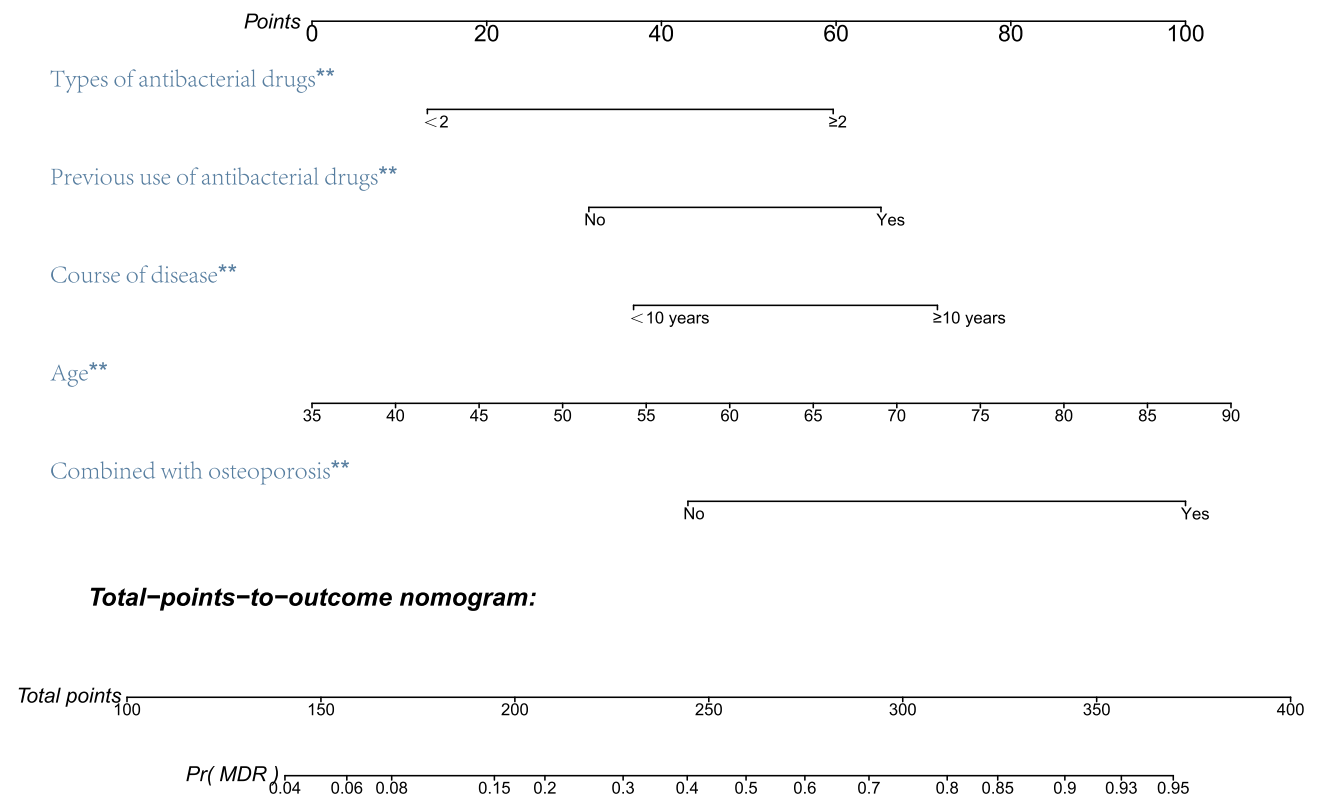 Points
0 20 40 60 80 100
Types of antibacterial drugs**
<2 ≥2
Previous use of antibacterial drugs**
No Yes
Course of disease**
<10 years ≥10 years
Age**
35 40 45 50 55 60 65 70 75 80 85 90
Combined with osteoporosis**
No Yes
Total−points−to−outcome nomogram:
Total points
100 150 200 250 300 350 400
Pr( MDR )
0.04 0.06 0.08 0.15 0.2 0.3 0.4 0.5 0.6 0.7 0.8 0.85 0.9 0.93 0.95